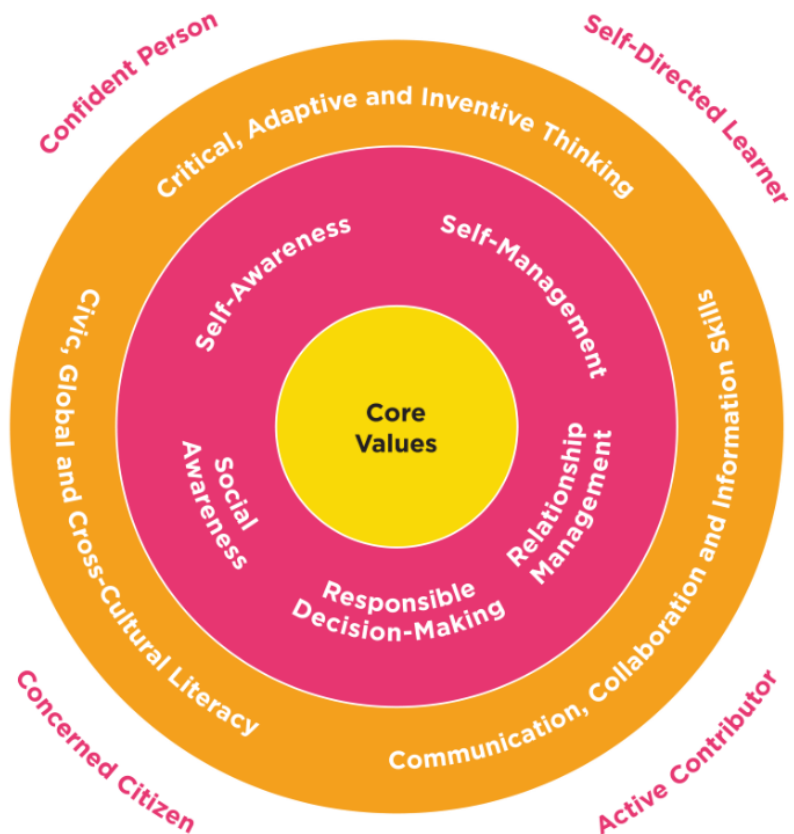 Confident Person
Self-Directed Learner
Critical, Adaptive and Inventive Thinking
Self-Awareness
Self-Management
Civic, Global and Cross-Cultural Literacy
Communication, Collaboration and Information Skills
Core
Values
Social
Awareness
Relationship
Management
Responsible
Decision-Making
Concerned Citizen
Active Contributor